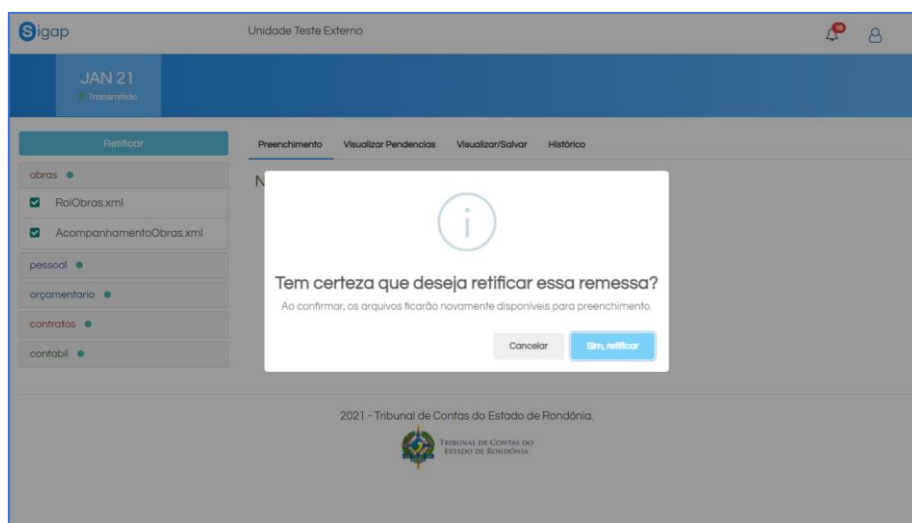 Sigap
Unidade Teste Externo
18
JAN 21
Transmitido
Retificar
Preenchimento Visualizar Pendencias Visualizar/Salvar Histórico
obras
N
RolObras.xml
AcompanhamentoObras.xml
pessoal
orçamentario
contratos
contabil
Tem certeza que deseja retificar essa remessa?
Ao confirmar, os arquivos ficarão novamente disponíveis para preenchimento.
Cancelar Sim, retificar
2021 - Tribunal de Contas do Estado de Rondônia.
TRIBUNAL DE CONTAS DO
ESTADO DE RONDÔNIA